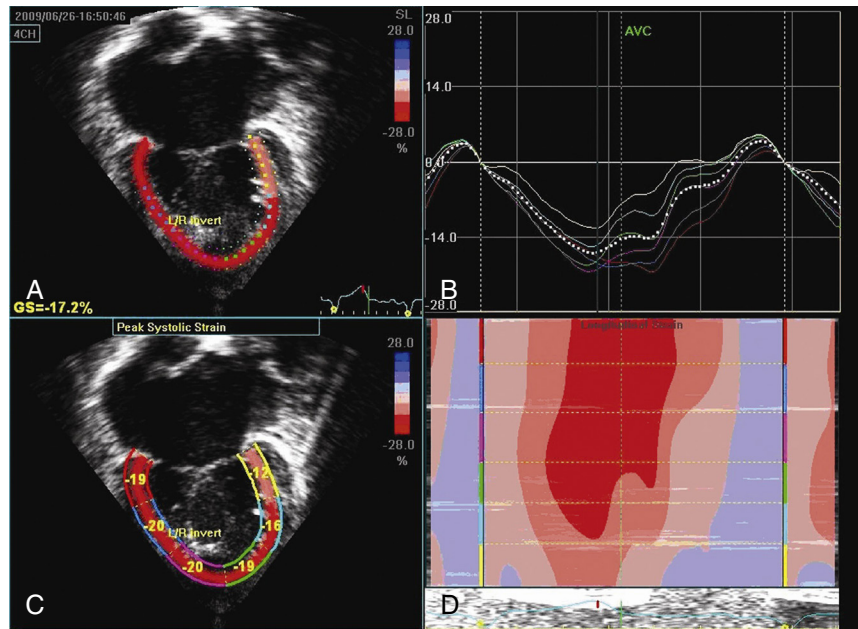 2009/06/26-16:50:46
4CH
SL
28.0
-28.0
%
L/R invert
A
GS=-17.2%
28.0
AVC
14.0
8.0
-14.0
B
-28.0
Peak Systolic Strain
28.0
-28.0
%
-19
-12
-20
L/R invert
-16
-20
-19
C
Longitudinal Strain
D